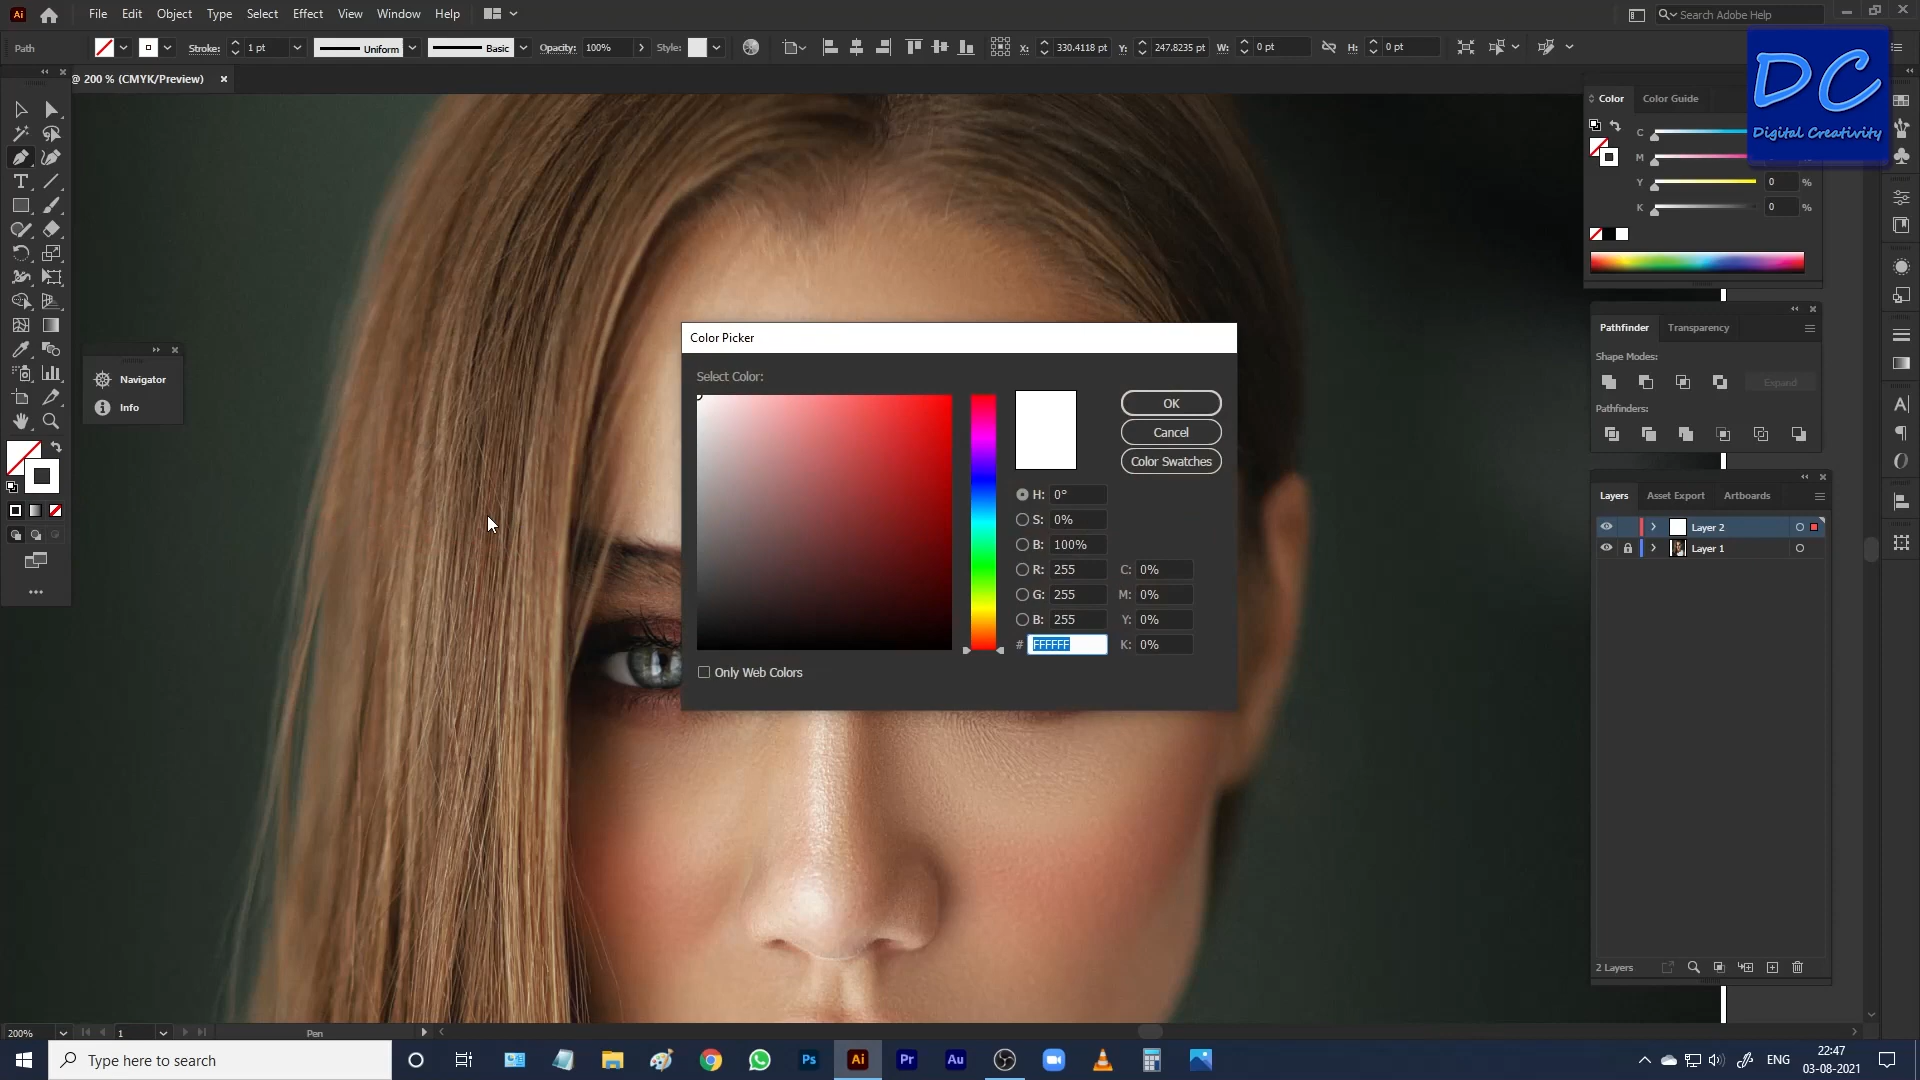 Ai File Edit Object Type Select Effect View Window Help Search Adobe Help
Path Stroke: 1 pt Uniform Basic Opacity: 100% Style: X: 330.4118 pt Y: 247.8235 pt W: 0 pt H: 0 pt
@ 200 % (CMYK/Preview)
DC
Digital Creativity
Color Color Guide
C
M
Y 0 %
K 0 %
Pathfinder Transparency
Shape Modes:
Expand
Pathfinders:
Navigator
Info
Color Picker
Select Color:
OK
Cancel
Color Swatches
H: 0°
S: 0%
B: 100%
R: 255 C: 0%
G: 255 M: 0%
B: 255 Y: 0%
# FFFFFF K: 0%
Only Web Colors
Layers Asset Export Artboards
Layer 2
Layer 1
2 Layers
200% 1 Pen
Type here to search
Ps Ai Pr Au
ENG
22:47
03-08-2021